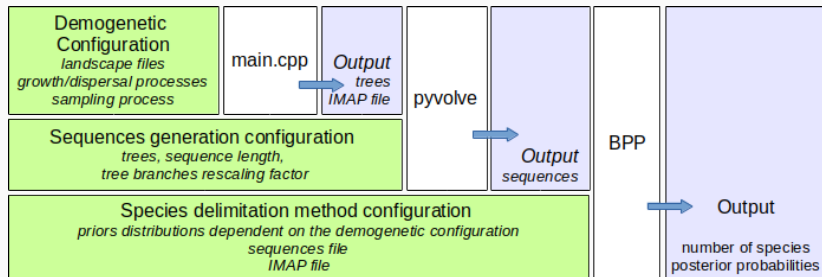 Demogenetic
Configuration
landscape files
growth/dispersal processes
sampling process
main.cpp
Output
trees
IMAP file
pyvolve
Sequences generation configuration
trees, sequence length,
tree branches rescaling factor
Output
sequences
BPP
Species delimitation method configuration
priors distributions dependent on the demogenetic configuration
sequences file
IMAP file
Output
number of species
posterior probabilities